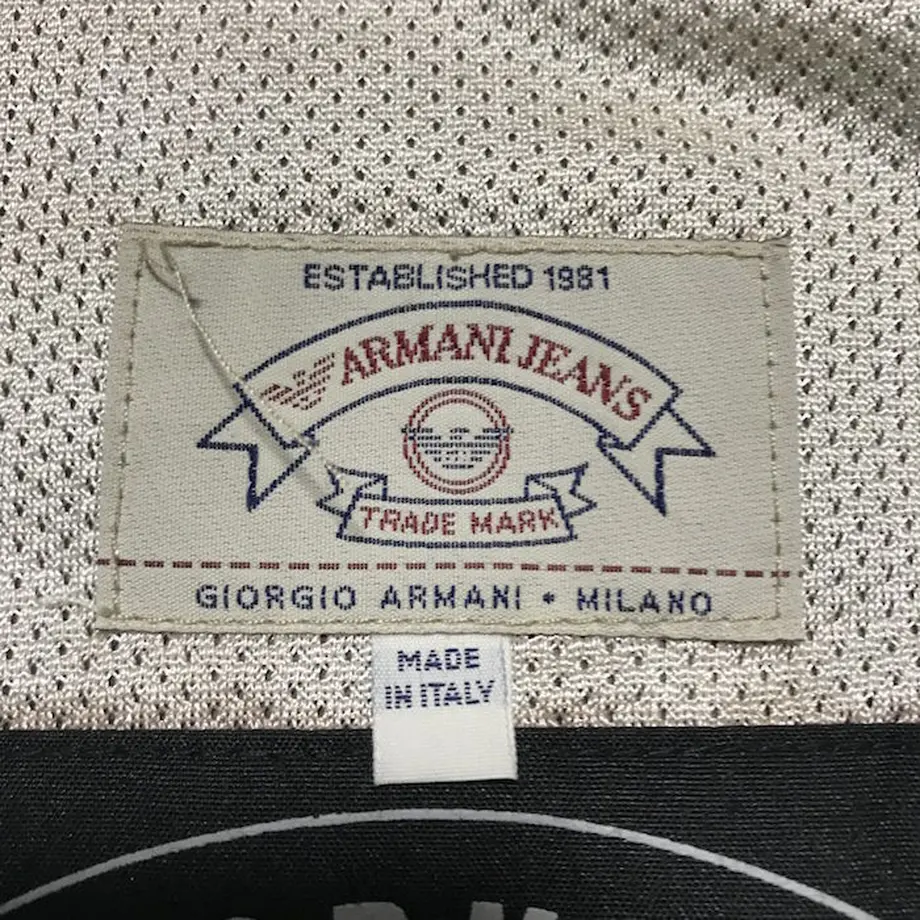 ESTABLISHED 1981
ARMANI JEANS
TRADE MARK
GIORGIO ARMANI • MILANO
MADE
IN ITALY